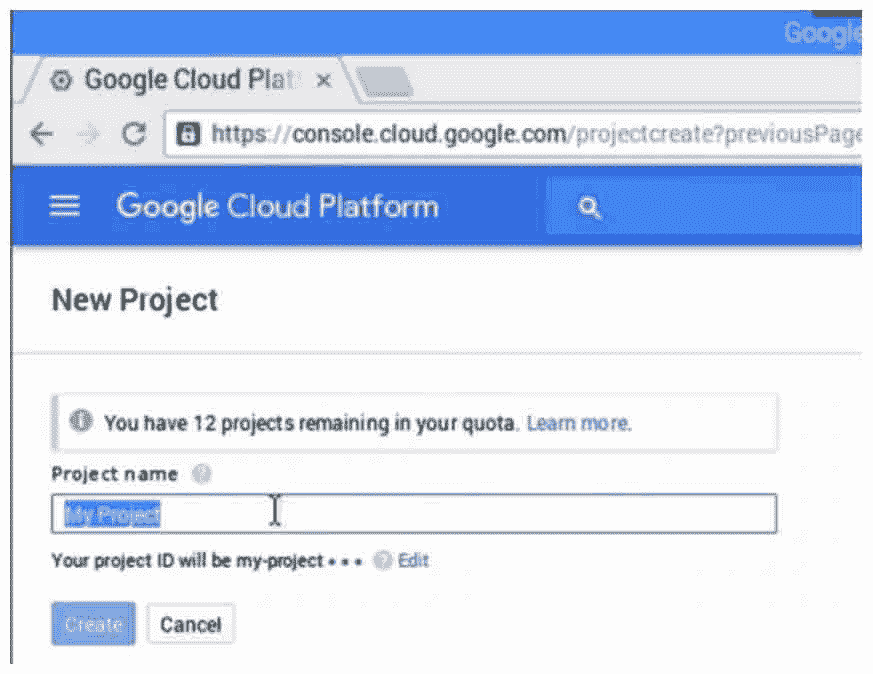 Google
Google Cloud Plat
https://console.cloud.google.com/projectcreate?previousPage
Google Cloud Platform
New Project
You have 12 projects remaining in your quota. Learn more.
Project name
My Project
Your project ID will be my-project • • • Edit
Create Cancel